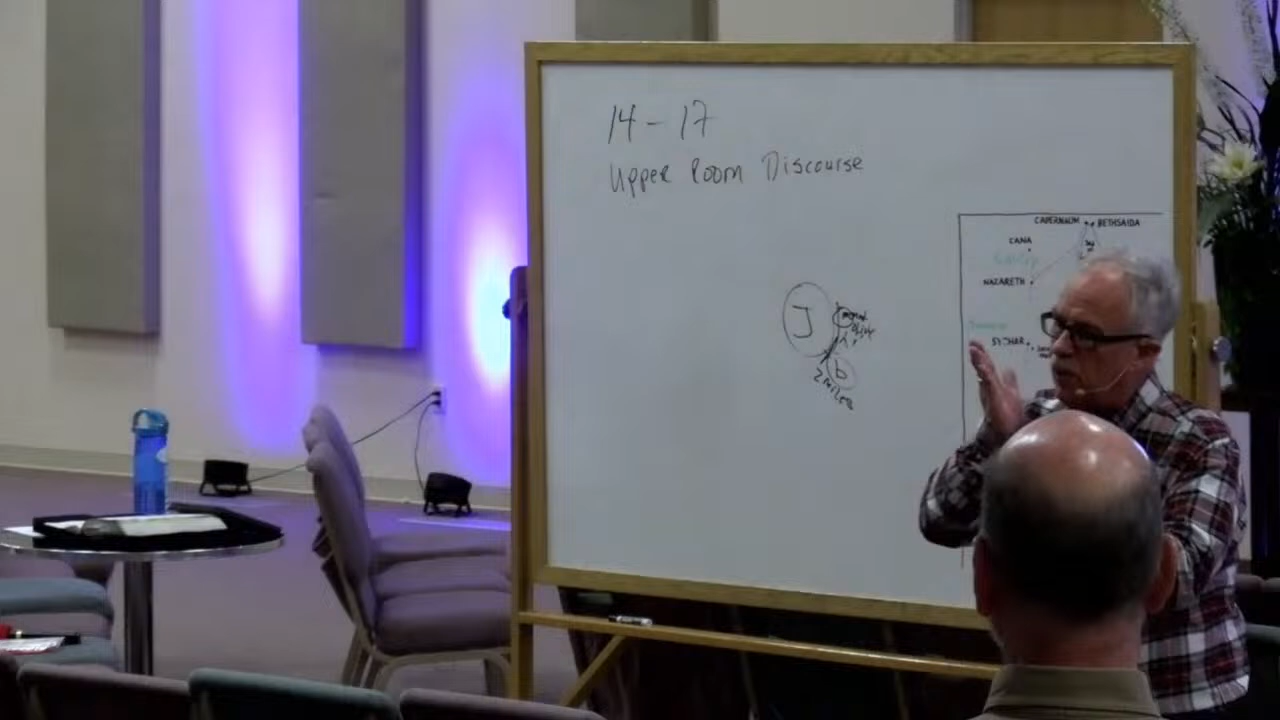 14 - 17
Upper Room Discourse
CAPERNAUM
BETHSAIDA
CANA
NAZARETH
SYCHAR
J
b
2 miles